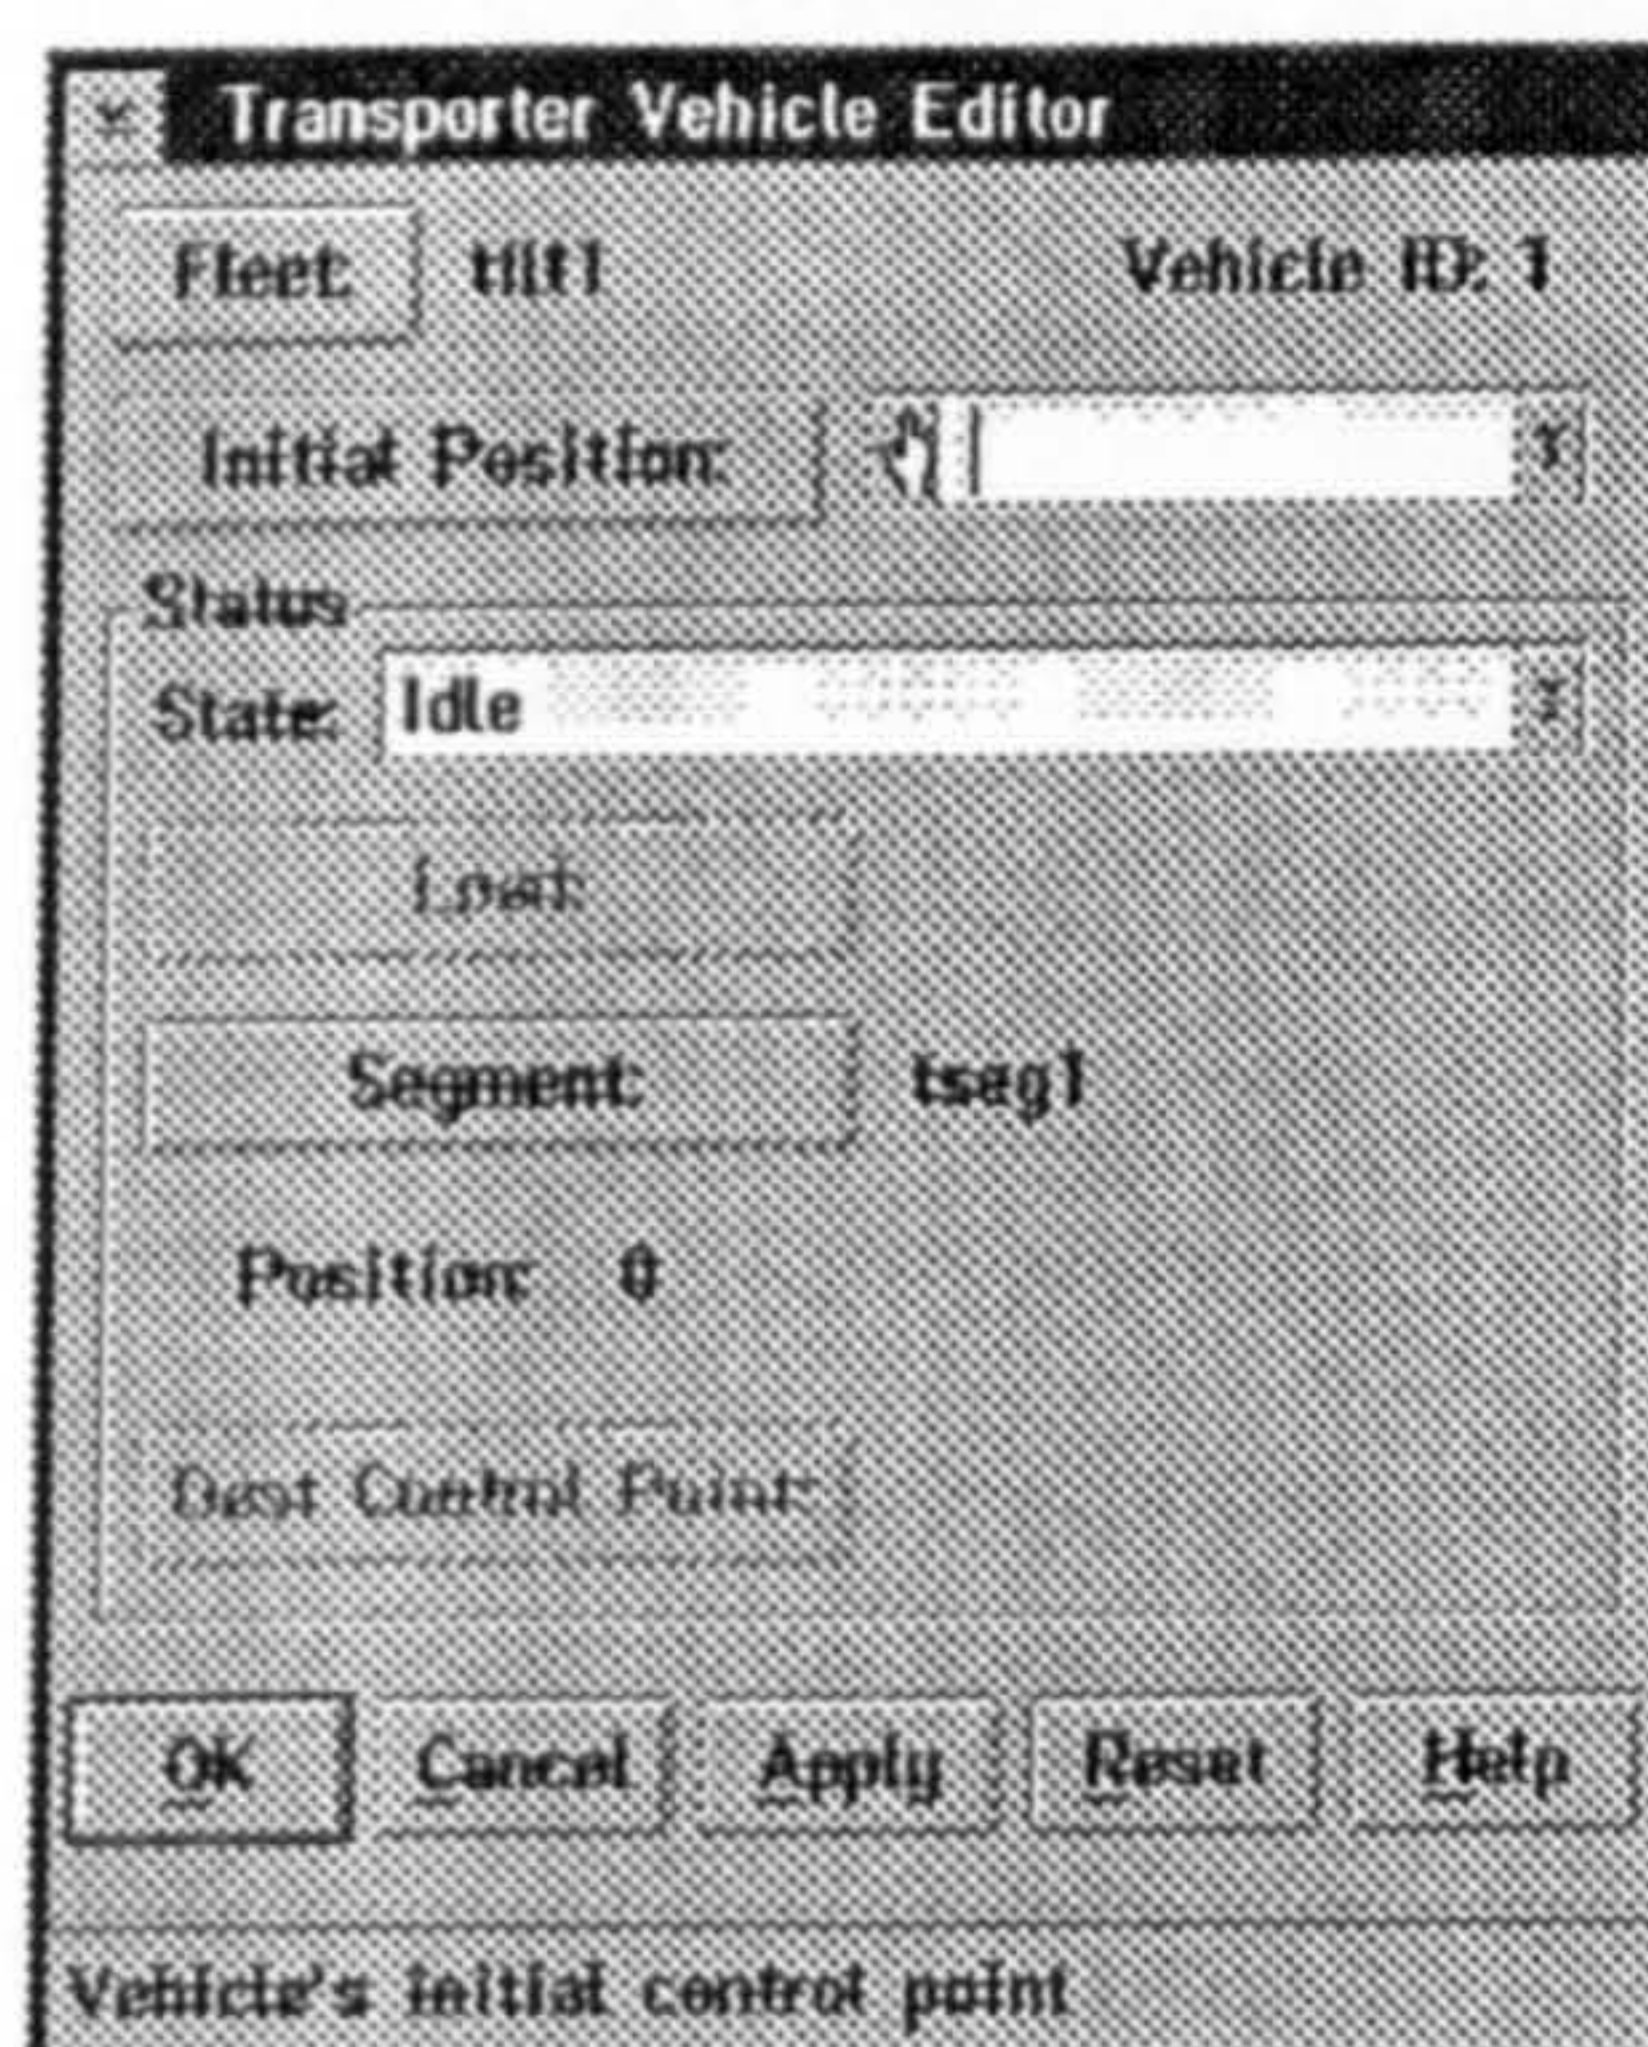 Transporter Vehicle Editor
Fleet: tlift1 Vehicle ID: 1
Initial Position:
Status
State: Idle
Load:
Segment: tseg1
Position: 0
Dest Control Point:
OK Cancel Apply Reset Help
Vehicle's initial control point